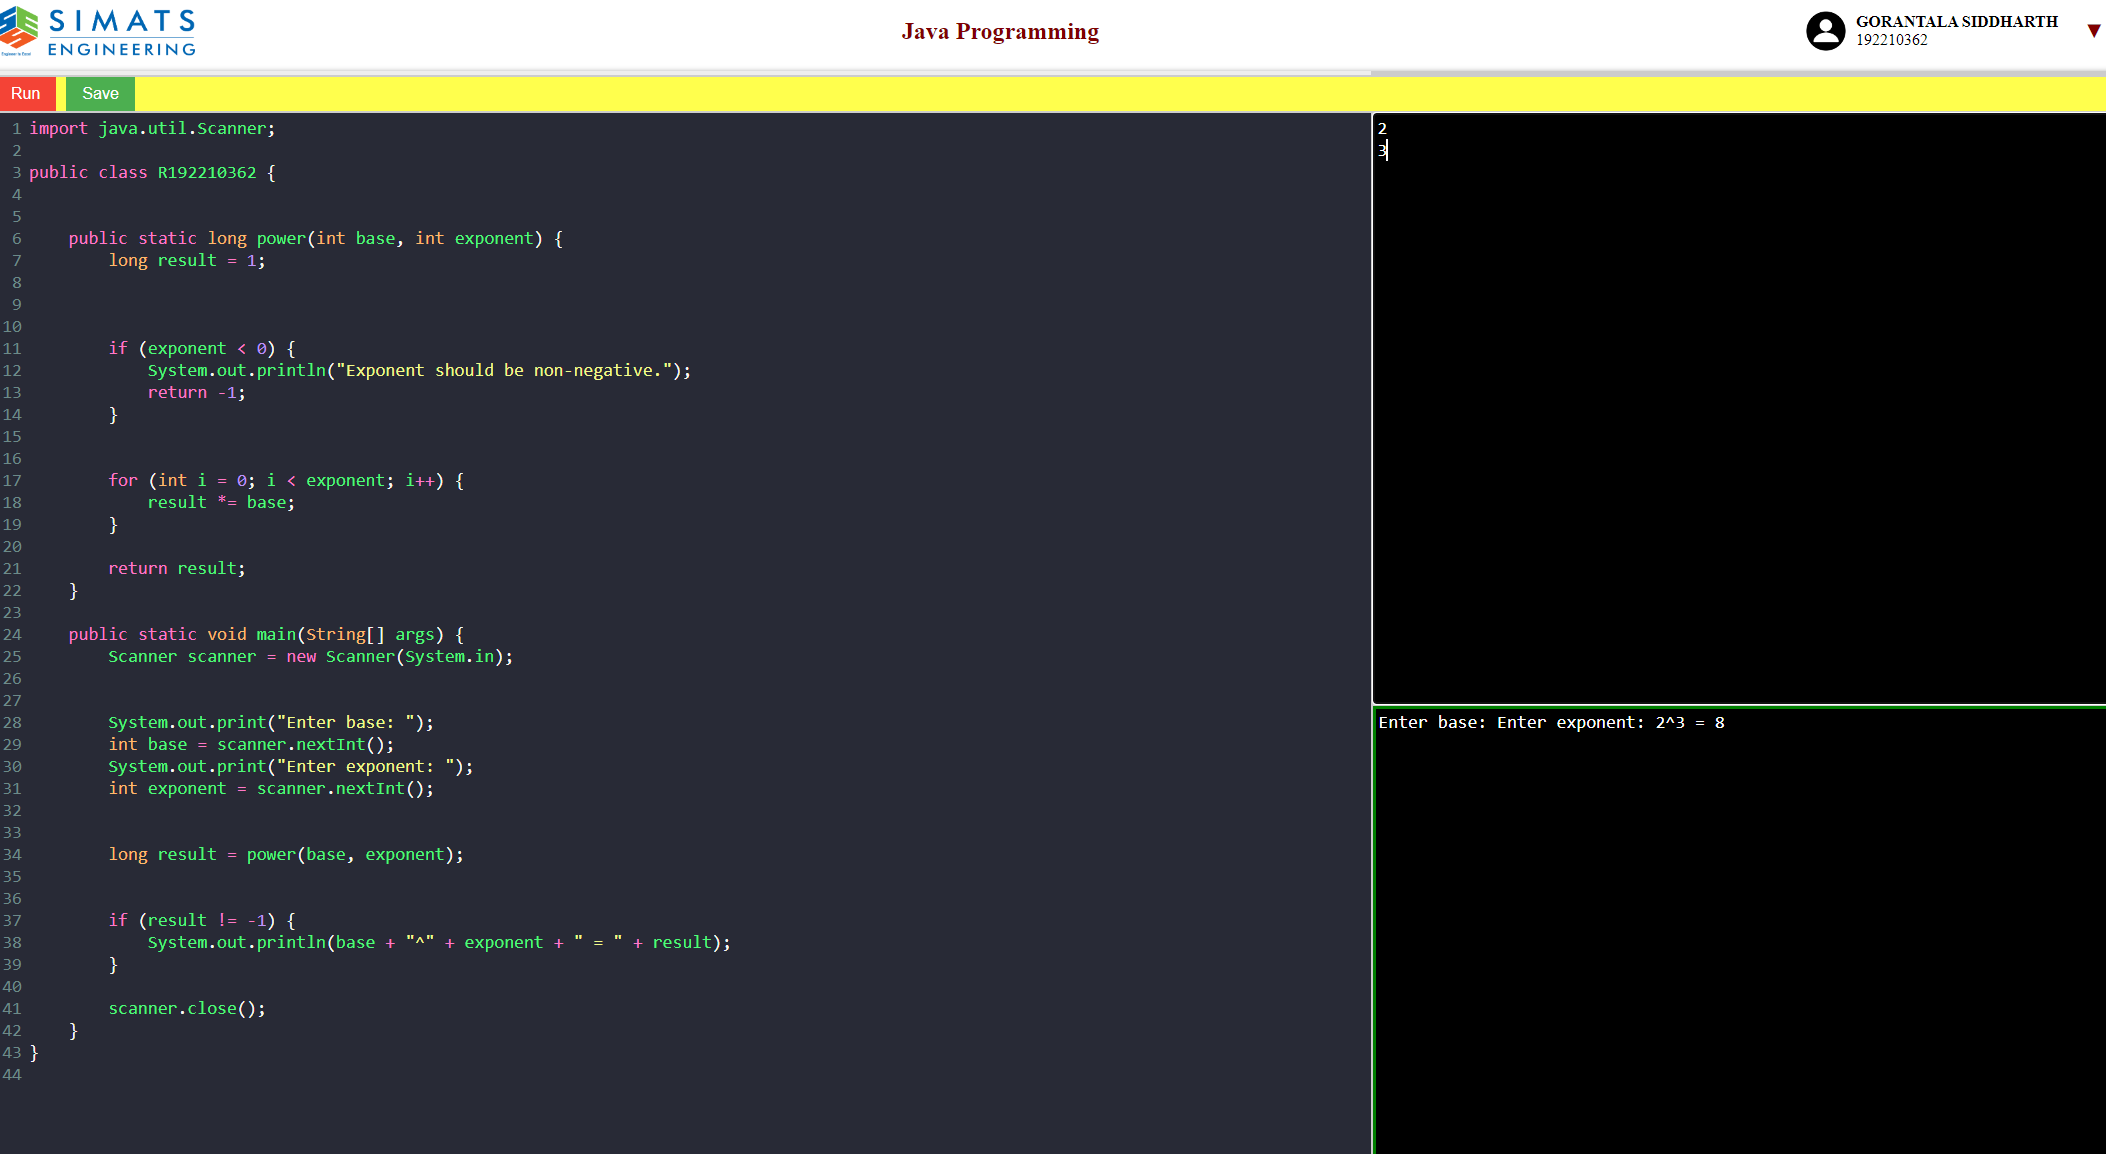 SIMATS
ENGINEERING
Engineer to Excel
Java Programming
GORANTALA SIDDHARTH
192210362
▼
Run
Save
1 import java.util.Scanner;
2
3 public class R192210362 {
4
5
6     public static long power(int base, int exponent) {
7         long result = 1;
8
9
10
11         if (exponent < 0) {
12             System.out.println("Exponent should be non-negative.");
13             return -1;
14         }
15
16
17         for (int i = 0; i < exponent; i++) {
18             result *= base;
19         }
20
21         return result;
22     }
23
24     public static void main(String[] args) {
25         Scanner scanner = new Scanner(System.in);
26
27
28         System.out.print("Enter base: ");
29         int base = scanner.nextInt();
30         System.out.print("Enter exponent: ");
31         int exponent = scanner.nextInt();
32
33
34         long result = power(base, exponent);
35
36
37         if (result != -1) {
38             System.out.println(base + "^" + exponent + " = " + result);
39         }
40
41         scanner.close();
42     }
43 }
44
2
3
Enter base: Enter exponent: 2^3 = 8